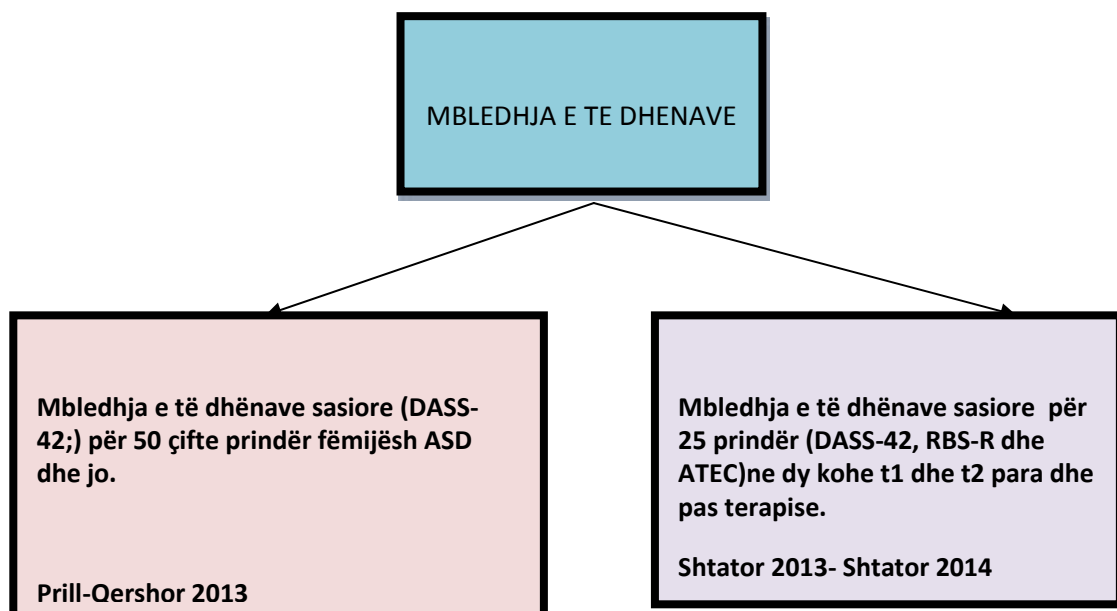 MBLEDHJA E TE DHENAVE
Mbledhja e të dhënave sasiore (DASS-
42;) për 50 çifte prindër fëmijësh ASD
dhe jo.
Prill-Qershor 2013
Mbledhja e të dhënave sasiore  për
25 prindër (DASS-42, RBS-R dhe
ATEC)ne dy kohe t1 dhe t2 para dhe
pas terapise.
Shtator 2013- Shtator 2014